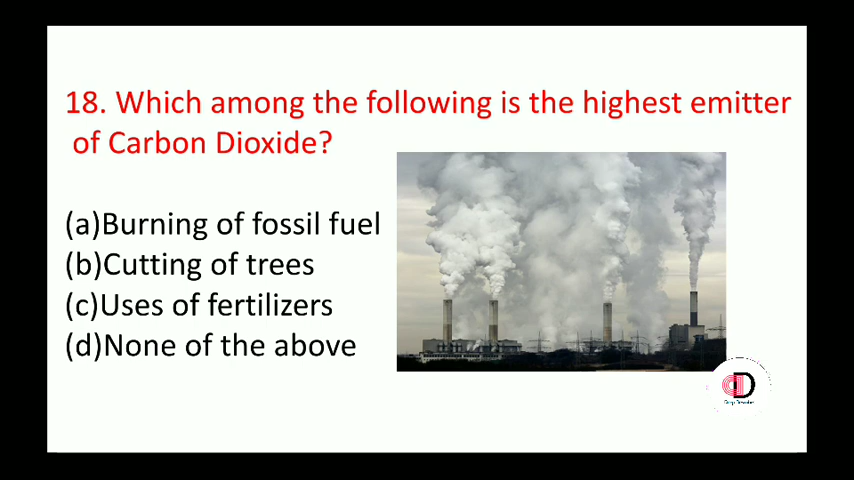 18. Which among the following is the highest emitter
of Carbon Dioxide?
(a)Burning of fossil fuel
(b)Cutting of trees
(c)Uses of fertilizers
(d)None of the above